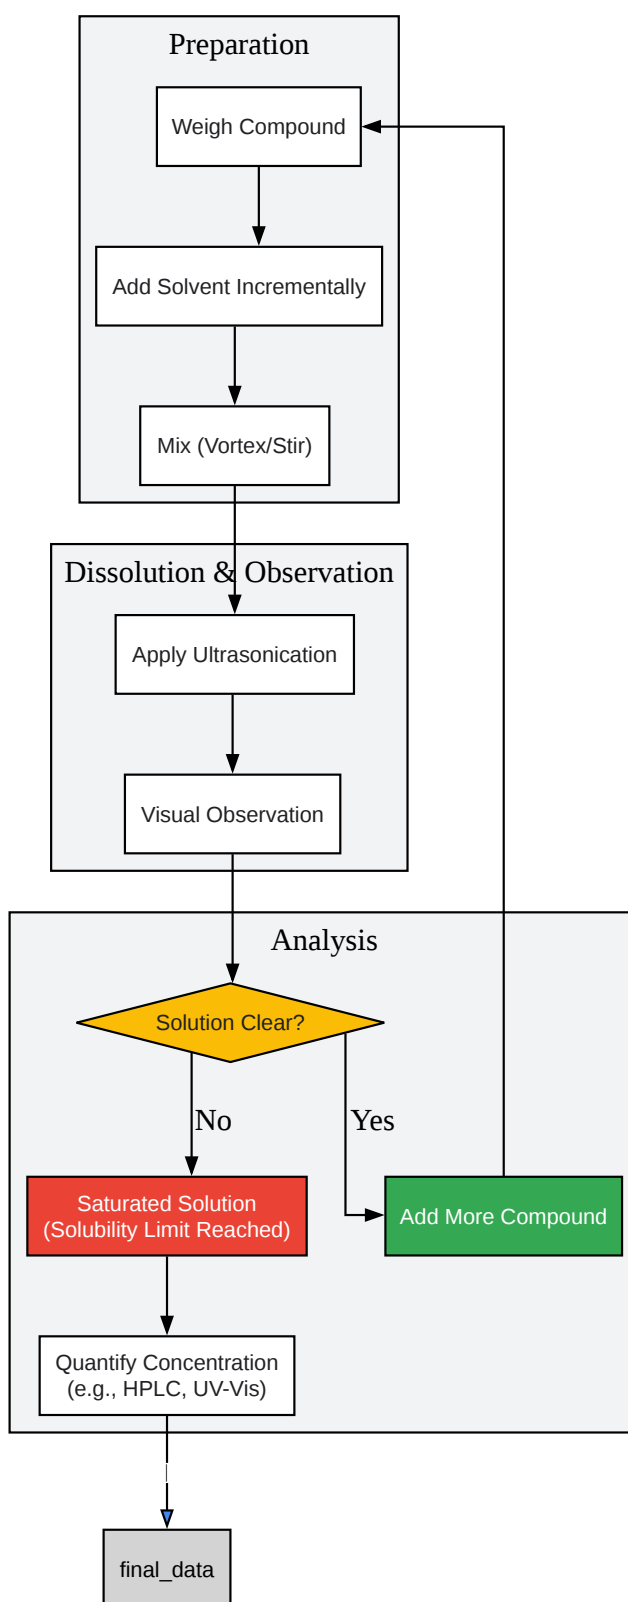 Preparation
Weigh Compound
Add Solvent Incrementally
Mix (Vortex/Stir)
Dissolution & Observation
Apply Ultrasonication
Visual Observation
Analysis
Solution Clear?
No
Yes
Saturated Solution
(Solubility Limit Reached)
Add More Compound
Quantify Concentration
(e.g., HPLC, UV-Vis)
final_data